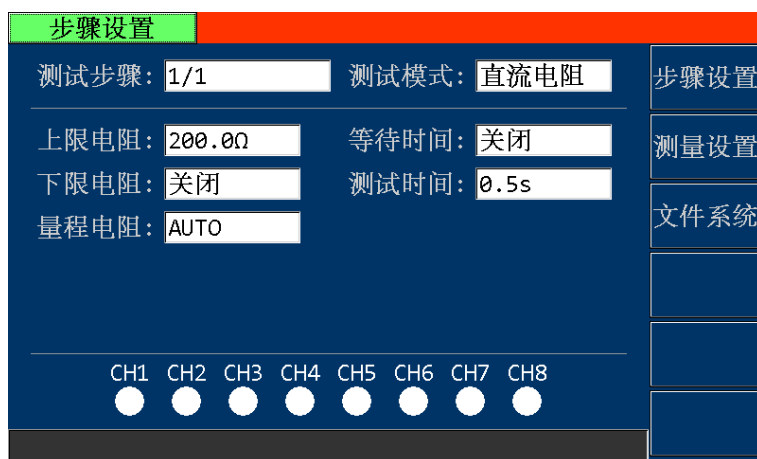 步骤设置
测试步骤: 1/1 测试模式: 直流电阻
上限电阻: 200.0Ω 等待时间: 关闭
下限电阻: 关闭 测试时间: 0.5s
量程电阻: AUTO
CH1 CH2 CH3 CH4 CH5 CH6 CH7 CH8
步骤设置
测量设置
文件系统